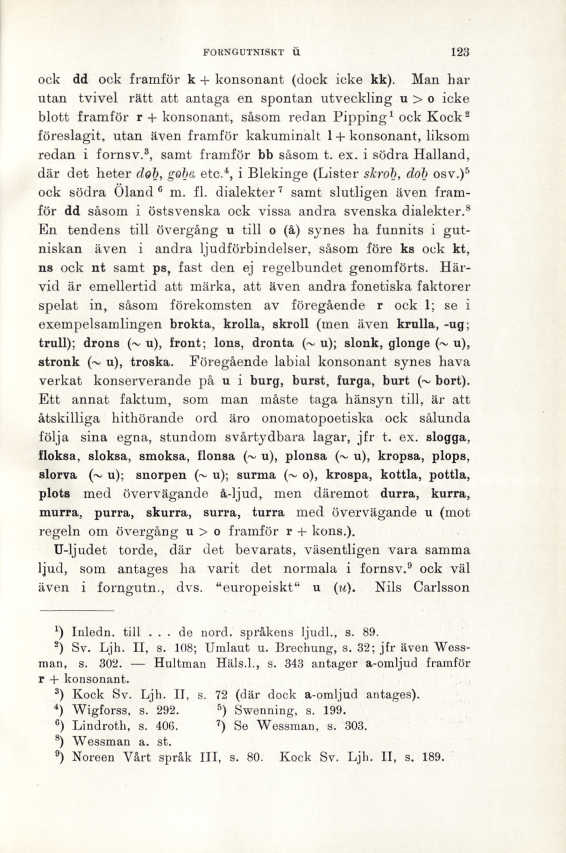 FORNGUTNISKT Ŭ 123
ock dd ock framför k + konsonant (dock icke kk). Man har
utan tvivel rätt att antaga en spontan utveckling u > o icke
blott framför r + konsonant, såsom redan Pipping¹ ock Kock²
föreslagit, utan även framför kakuminalt l + konsonant, liksom
redan i fornsv.³, samt framför bb såsom t. ex. i södra Halland,
där det heter etc.⁴, i Blekinge (Lister osv.)⁵
ock södra Öland⁶ m. fl. dialekter⁷ samt slutligen även fram-
för dd såsom i östsvenska ock vissa andra svenska dialekter.⁸
En tendens till övergång u till o (å) synes ha funnits i gut-
niskan även i andra ljudförbindelser, såsom före ks ock kt,
ns ock nt samt ps, fast den ej regelbundet genomförts. Här-
vid är emellertid att märka, att även andra fonetiska faktorer
spelat in, såsom förekomsten av föregående r ock l; se i
exempelsamlingen brokta, krolla, skroll (men även krulla, -ug;
trull); drons (~ u), front; lons, dronta (~ u); slonk, glonge (~ u),
stronk (~ u), troska. Föregående labial konsonant synes hava
verkat konserverande på u i burg, burst, furga, burt (~ bort).
Ett annat faktum, som man måste taga hänsyn till, är att
åtskilliga hithörande ord äro onomatopoetiska ock sålunda
följa sina egna, stundom svårtydbara lagar, jfr t. ex. slogga,
floksa, sloksa, smoksa, flonsa (~ u), plonsa (~ u), kropsa, plops,
slorva (~ u); snorpen (~ u); surma (~ o), krospa, kottla, pottla,
plots med övervägande å-ljud, men däremot durra, kurra,
murra, purra, skurra, surra, turra med övervägande u (mot
regeln om övergång u > o framför r + kons.).
U-ljudet torde, där det bevarats, väsentligen vara samma
ljud, som antages ha varit det normala i fornsv.⁹ ock väl
även i forngutn., dvs. “europeiskt“ u (u). Nils Carlsson
¹) Inledn. till . . . de nord. språkens ljudl., s. 89.
²) Sv. Ljh. II, s. 108; Umlaut u. Brechung, s. 32; jfr även Wess-
man, s. 302. — Hultman Häls.l., s. 343 antager a-omljud framför
r + konsonant.
³) Kock Sv. Ljh. II, s. 72 (där dock a-omljud antages).
⁴) Wigforss, s. 292. ⁵) Swenning, s. 199.
⁶) Lindroth, s. 406. ⁷) Se Wessman, s. 303.
⁸) Wessman a. st.
⁹) Noreen Vårt språk III, s. 80. Kock Sv. Ljh. II, s. 189.